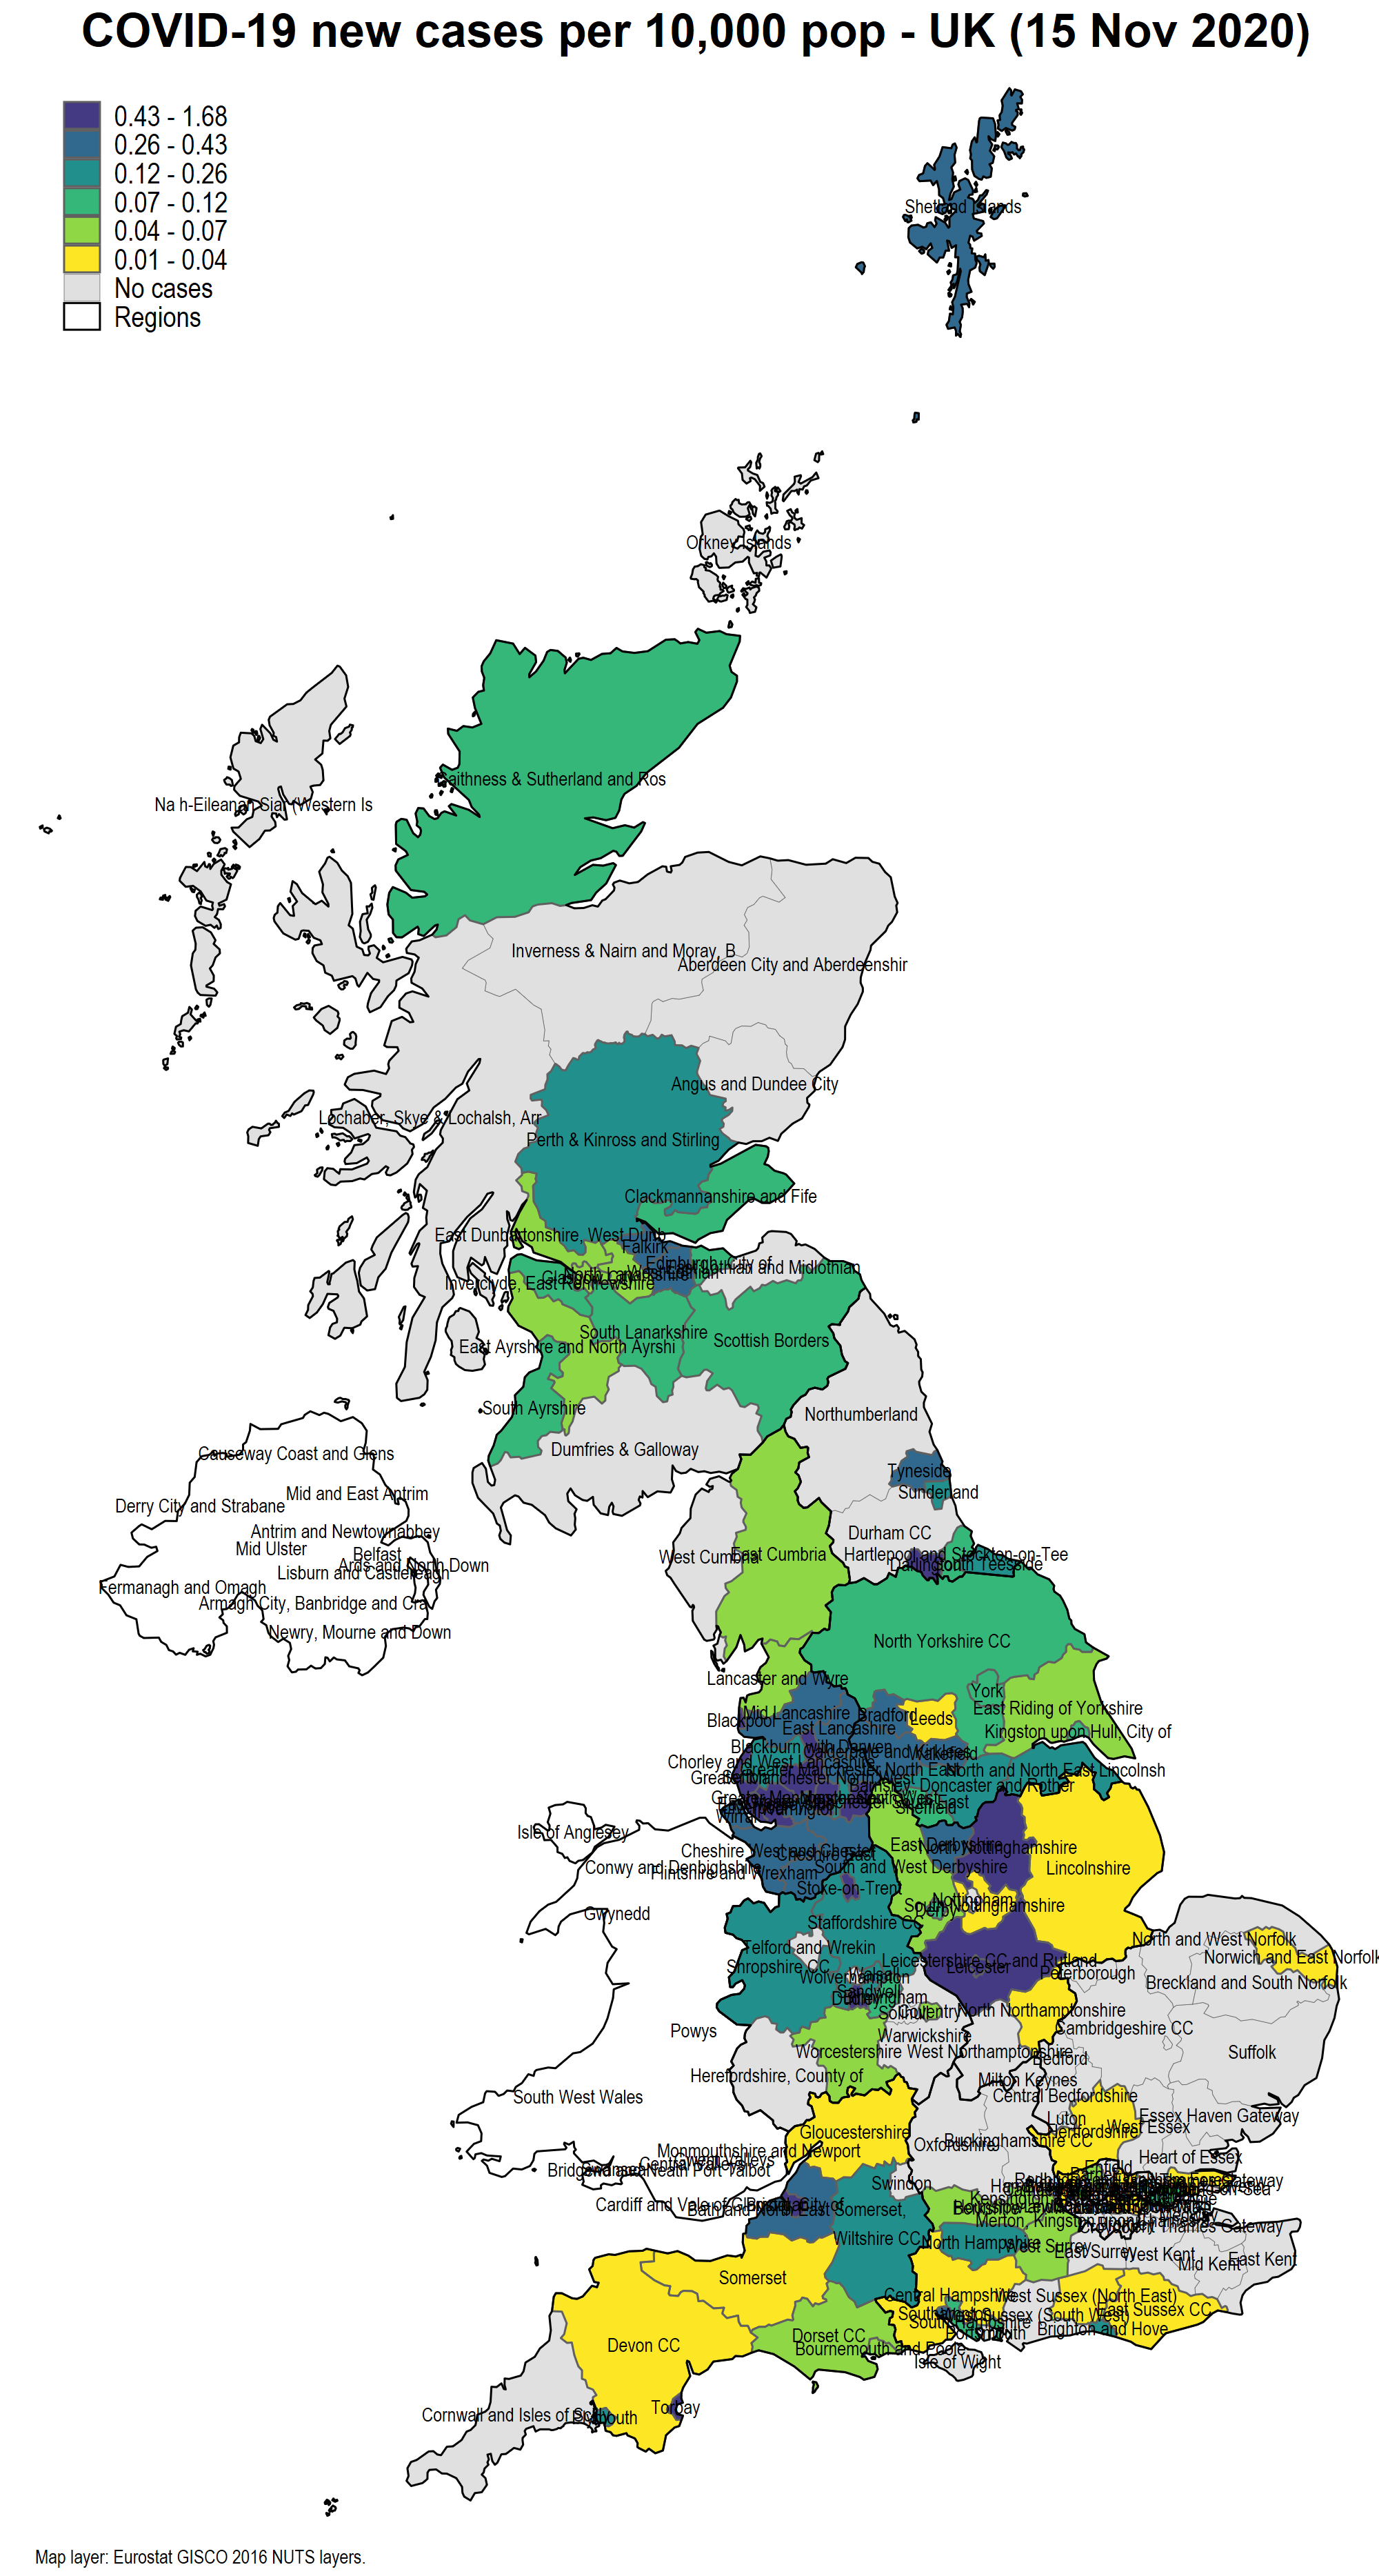 COVID-19 new cases per 10,000 pop - UK (15 Nov 2020)
0.43 - 1.68
0.26 - 0.43
0.12 - 0.26
0.07 - 0.12
0.04 - 0.07
0.01 - 0.04
No cases
Regions
Shetland Islands
Orkney Islands
Caithness & Sutherland and Ros
Na h-Eileanan Siar (Western Is
Inverness & Nairn and Moray, B
Aberdeen City and Aberdeenshir
Angus and Dundee City
Lochaber, Skye & Lochalsh, Arr
Perth & Kinross and Stirling
Clackmannanshire and Fife
East Dunbartonshire, West Dunb
Falkirk
Edinburgh, City of
East Lothian and Midlothian
Inverclyde, East Renfrewshire
South Lanarkshire
Scottish Borders
East Ayrshire and North Ayrshi
South Ayrshire
Northumberland
Dumfries & Galloway
Causeway Coast and Glens
Tyneside
Mid and East Antrim
Sunderland
Derry City and Strabane
Antrim and Newtownabbey
Durham CC
Mid Ulster
Belfast
Hartlepool and Stockton-on-Tee
West Cumbria
East Cumbria
Darlington
South Teesside
Ards and North Down
Lisburn and Castlereagh
Fermanagh and Omagh
Armagh City, Banbridge and Cra
Newry, Mourne and Down
North Yorkshire CC
Lancaster and Wyre
York
East Riding of Yorkshire
Mid Lancashire
Bradford
Leeds
Blackpool
East Lancashire
Kingston upon Hull, City of
Blackburn with Darwen
Calderdale and Kirklees
Wakefield
Chorley and West Lancashire
Greater Manchester North East
North and North East Lincolnsh
Greater Manchester North West
Barnsley, Doncaster and Rother
Sheffield
Warrington
Wirral
Isle of Anglesey
East Derbyshire
North Nottinghamshire
Cheshire West and Chester
Cheshire East
Conwy and Denbighshire
Flintshire and Wrexham
South and West Derbyshire
Lincolnshire
Stoke-on-Trent
Nottingham
South Nottinghamshire
Derby
Gwynedd
Staffordshire CC
North and West Norfolk
Telford and Wrekin
Norwich and East Norfolk
Leicestershire CC and Rutland
Shropshire CC
Leicester
Peterborough
Walsall
Wolverhampton
Breckland and South Norfolk
Sandwell
Dudley
Birmingham
Solihull
Coventry
North Northamptonshire
Cambridgeshire CC
Powys
Warwickshire
Worcestershire
West Northamptonshire
Bedford
Suffolk
Herefordshire, County of
Milton Keynes
South West Wales
Central Bedfordshire
Luton
Essex Haven Gateway
Hertfordshire
West Essex
Gloucestershire
Oxfordshire
Buckinghamshire CC
Monmouthshire and Newport
Heart of Essex
Central Valleys
Gwent Valleys
Swansea
Bridgend and Neath Port Talbot
Enfield
Swindon
Cardiff and Vale of Glamorgan
Bristol, City of
Bath and North East Somerset,
Medway
Kent Thames Gateway
Wiltshire CC
North Hampshire
West Surrey
East Surrey
West Kent
Mid Kent
East Kent
Somerset
Central Hampshire
West Sussex (North East)
Southampton
West Sussex (South West)
East Sussex CC
South Hampshire
Brighton and Hove
Portsmouth
Dorset CC
Devon CC
Bournemouth and Poole
Isle of Wight
Torbay
Cornwall and Isles of Scilly
Plymouth
Map layer: Eurostat GISCO 2016 NUTS layers.